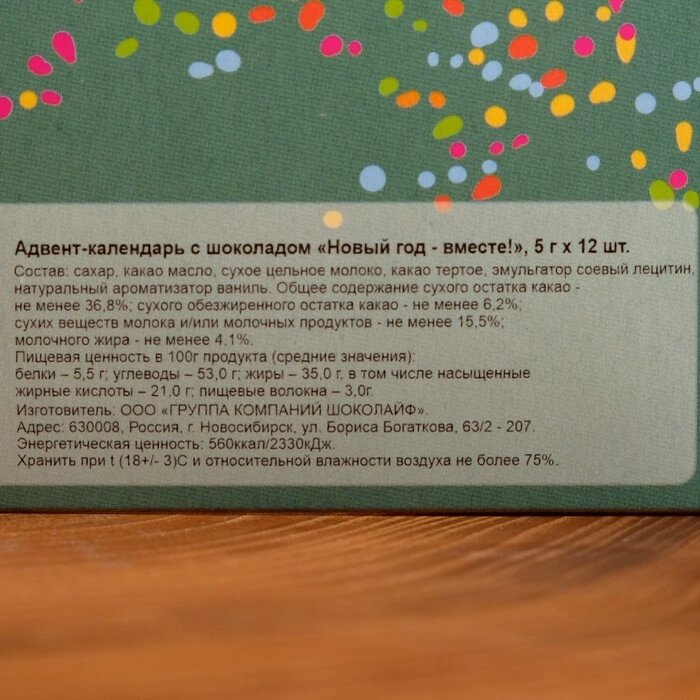 Адвент-календарь с шоколадом «Новый год - вместе!», 5 г х 12 шт.
Состав: сахар, какао масло, сухое цельное молоко, какао тертое, эмульгатор соевый лецитин,
натуральный ароматизатор ваниль. Общее содержание сухого остатка какао -
не менее 36,8%; сухого обезжиренного остатка какао - не менее 6,2%;
сухих веществ молока и/или молочных продуктов - не менее 15,5%;
молочного жира - не менее 4,1%.
Пищевая ценность в 100г продукта (средние значения):
белки – 5,5 г; углеводы – 53,0 г; жиры – 35,0 г, в том числе насыщенные
жирные кислоты – 21,0 г; пищевые волокна – 3,0г.
Изготовитель: ООО «ГРУППА КОМПАНИЙ ШОКОЛАЙФ».
Адрес: 630008, Россия, г. Новосибирск, ул. Бориса Богаткова, 63/2 - 207.
Энергетическая ценность: 560ккал/2330кДж.
Хранить при t (18+/- 3)С и относительной влажности воздуха не более 75%.